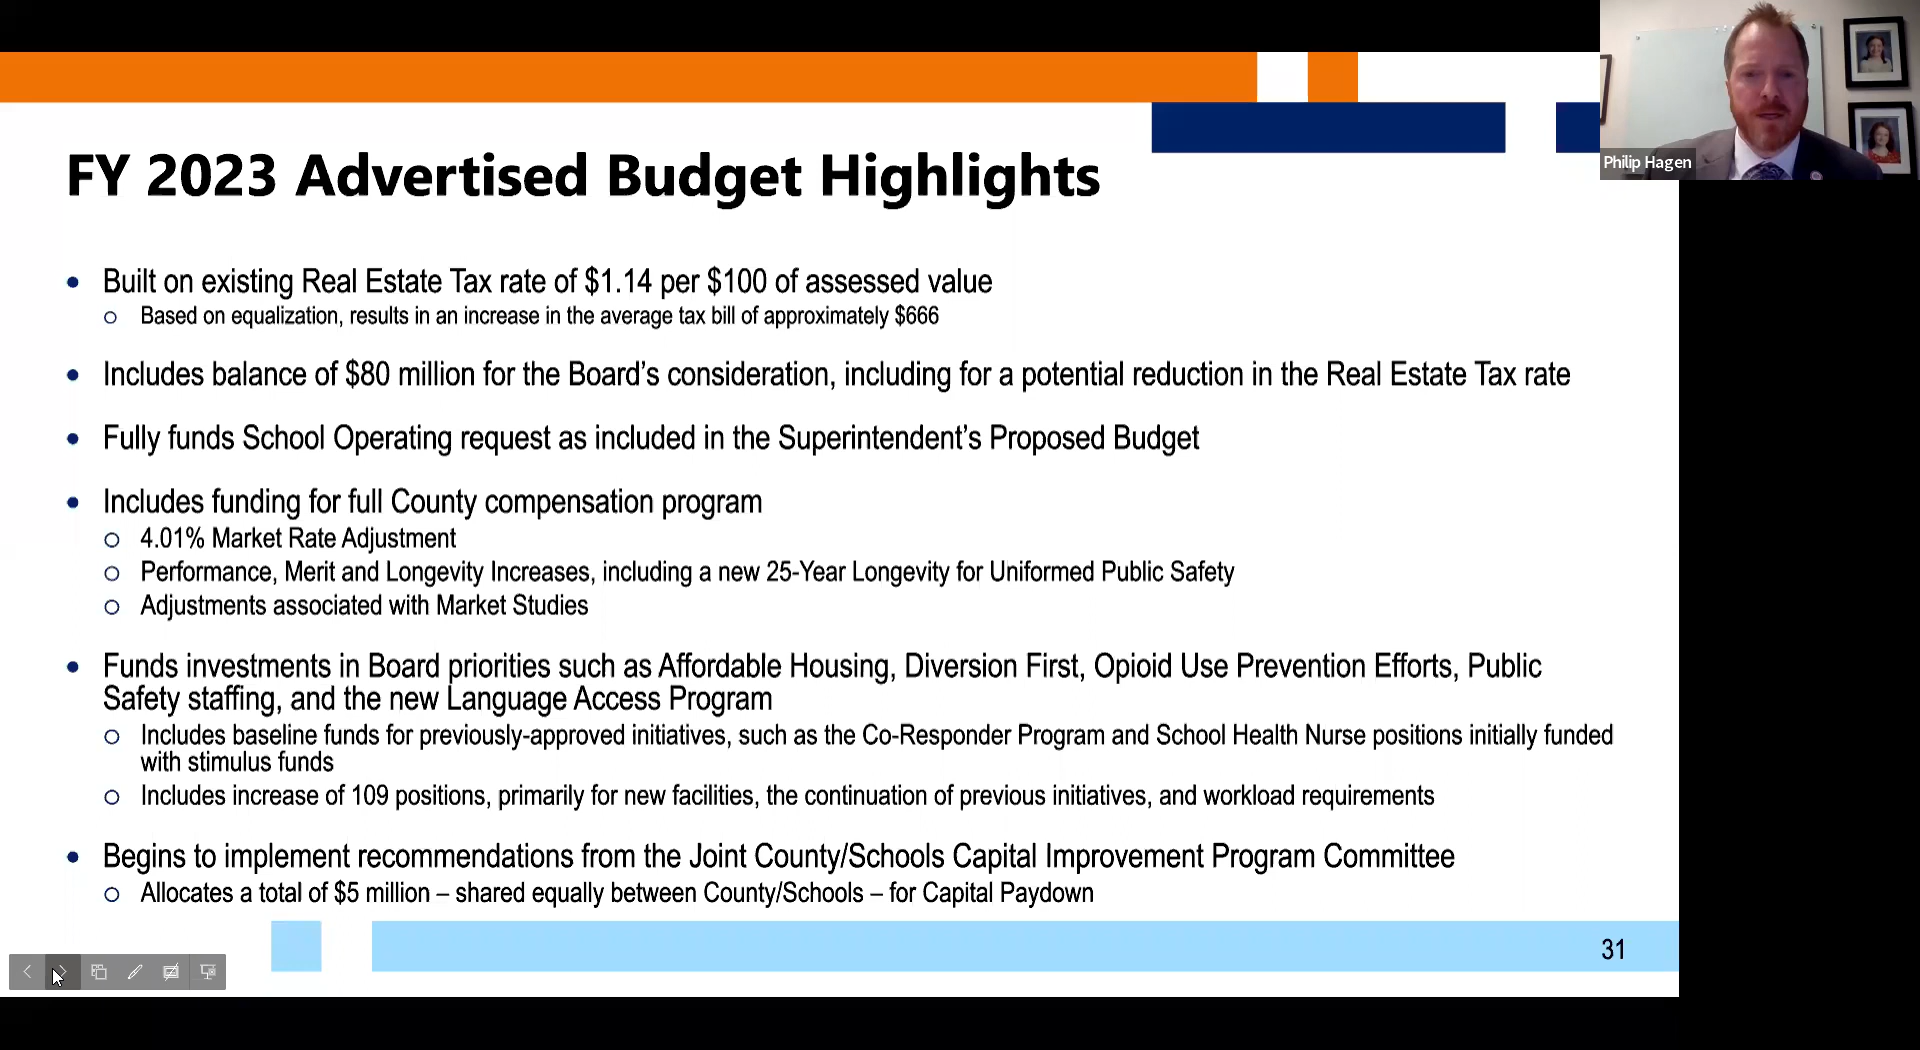 Philip Hagen
FY 2023 Advertised Budget Highlights
• Built on existing Real Estate Tax rate of $1.14 per $100 of assessed value
o Based on equalization, results in an increase in the average tax bill of approximately $666
• Includes balance of $80 million for the Board’s consideration, including for a potential reduction in the Real Estate Tax rate
• Fully funds School Operating request as included in the Superintendent’s Proposed Budget
• Includes funding for full County compensation program
o 4.01% Market Rate Adjustment
o Performance, Merit and Longevity Increases, including a new 25-Year Longevity for Uniformed Public Safety
o Adjustments associated with Market Studies
• Funds investments in Board priorities such as Affordable Housing, Diversion First, Opioid Use Prevention Efforts, Public
Safety staffing, and the new Language Access Program
o Includes baseline funds for previously-approved initiatives, such as the Co-Responder Program and School Health Nurse positions initially funded
with stimulus funds
o Includes increase of 109 positions, primarily for new facilities, the continuation of previous initiatives, and workload requirements
• Begins to implement recommendations from the Joint County/Schools Capital Improvement Program Committee
o Allocates a total of $5 million – shared equally between County/Schools – for Capital Paydown
31